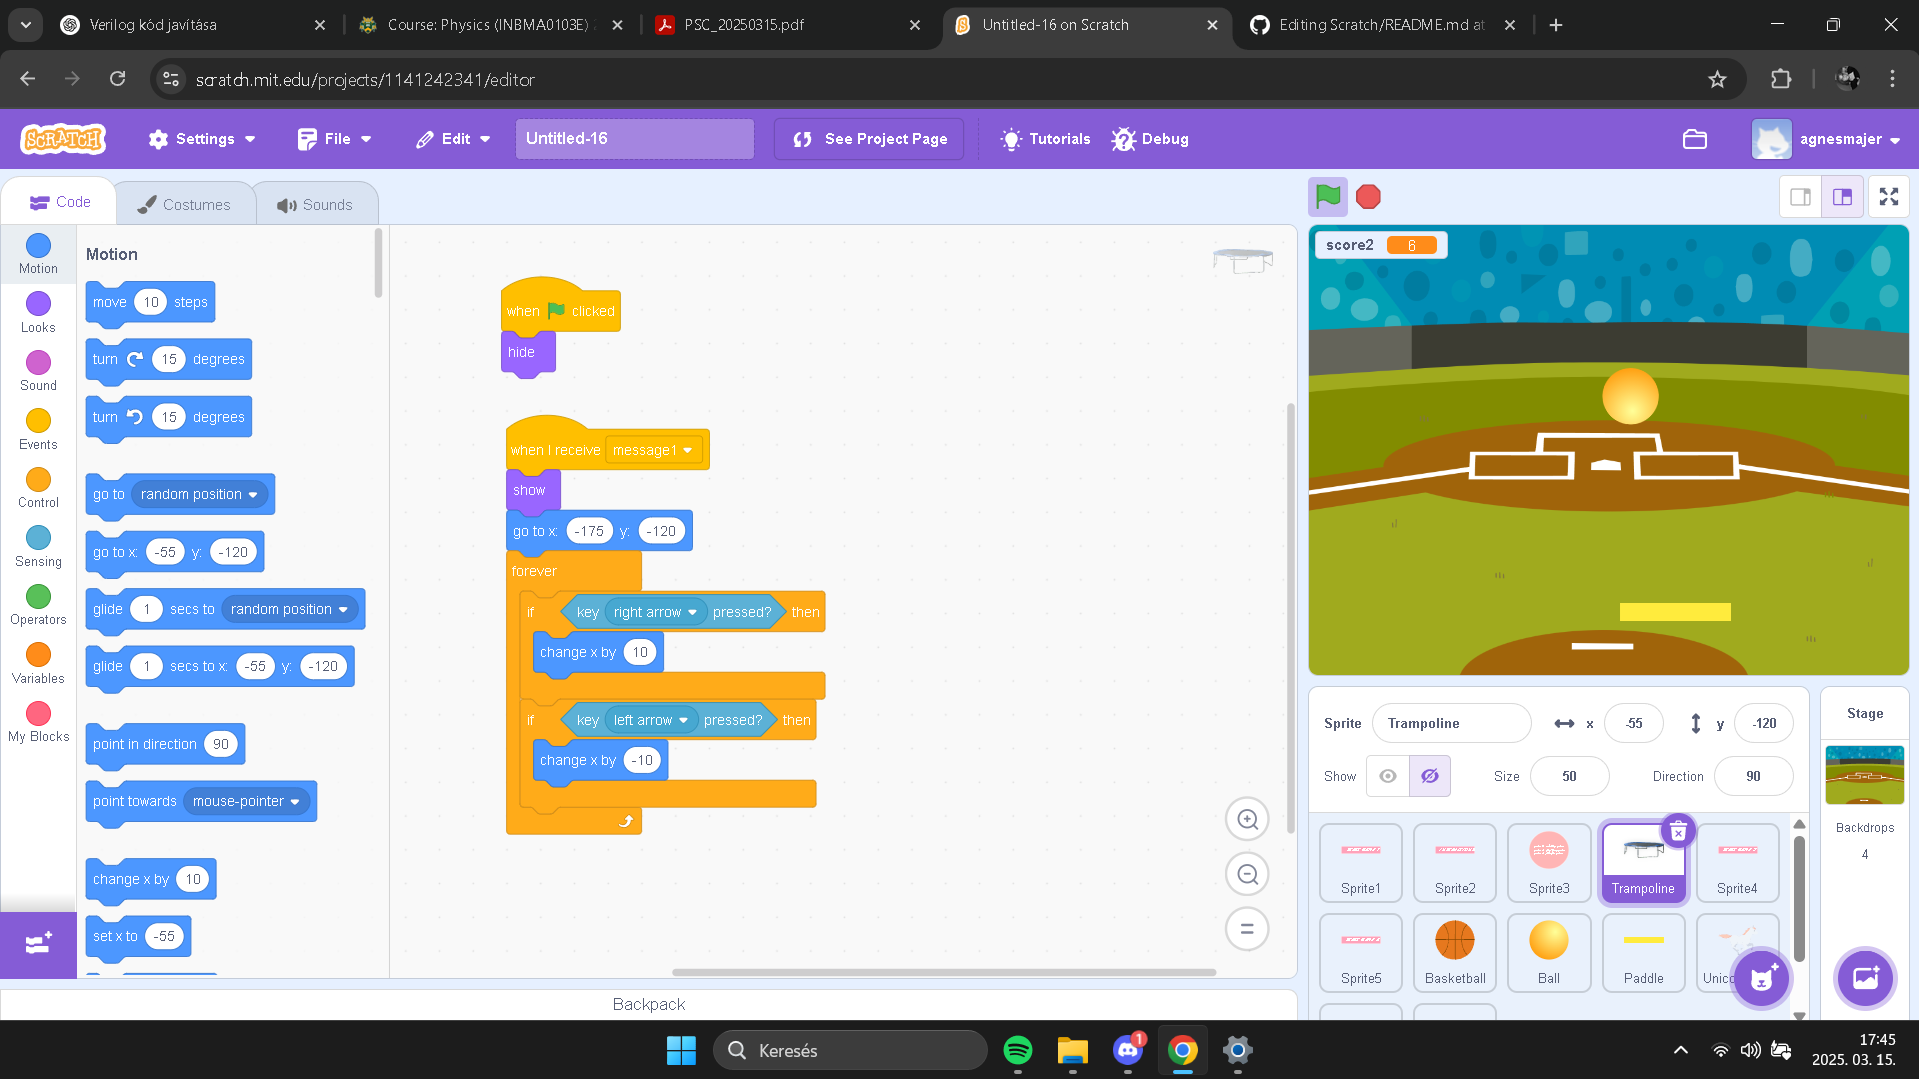 Verilog kód javítása
Course: Physics (INBMA0103E)
PSC_20250315.pdf
Untitled-16 on Scratch
Editing Scratch/README.md at
scratch.mit.edu/projects/1141242341/editor
SCRATCH
Settings
File
Edit
Untitled-16
See Project Page
Tutorials
Debug
agnesmajer
Code
Costumes
Sounds
Motion
Looks
Sound
Events
Control
Sensing
Operators
Variables
My Blocks
Motion
move 10 steps
turn 15 degrees
turn 15 degrees
go to random position
go to x: -55 y: -120
glide 1 secs to random position
glide 1 secs to x: -55 y: -120
point in direction 90
point towards mouse-pointer
change x by 10
set x to -55
when clicked
hide
when I receive message1
show
go to x: -175 y: -120
forever
if key right arrow pressed? then
change x by 10
if key left arrow pressed? then
change x by -10
Backpack
score2 6
Sprite Trampoline x -55 y -120
Show Size 50 Direction 90
Sprite1
Sprite2
Sprite3
Trampoline
Sprite4
Sprite5
Basketball
Ball
Paddle
Stage
Backdrops
4
Keresés
1
17:45
2025. 03. 15.